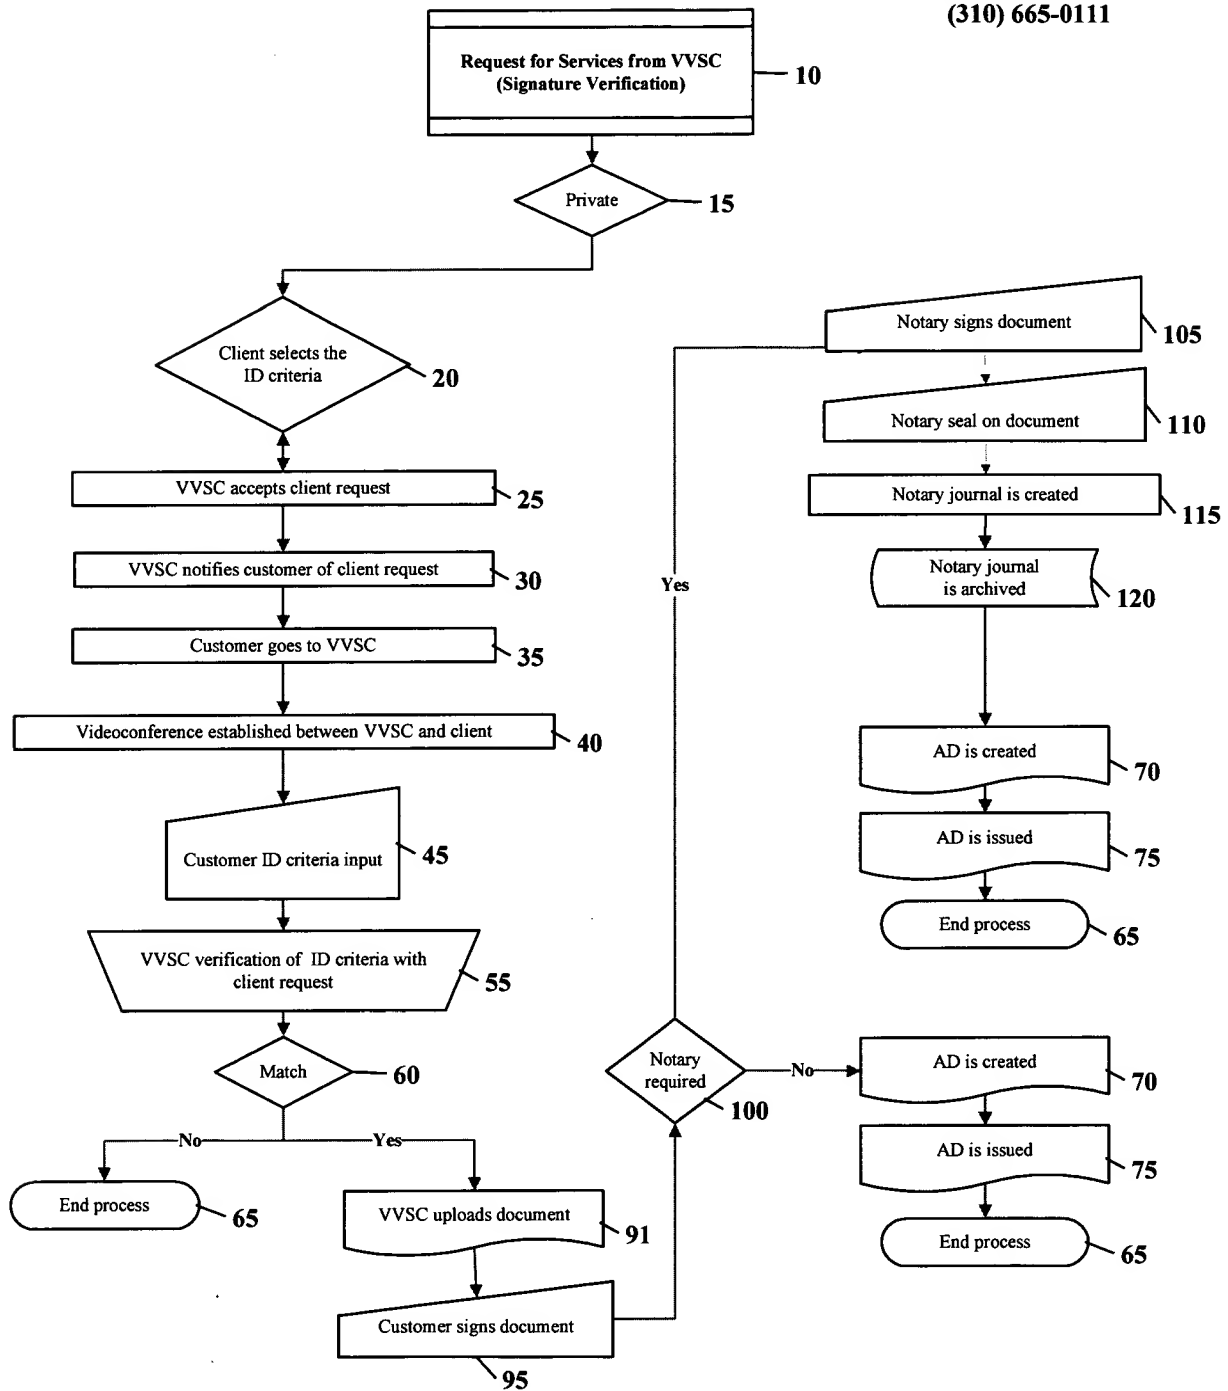 (310) 665-0111
Request for Services from VVSC
(Signature Verification)
10
Private
15
Client selects the
ID criteria
20
VVSC accepts client request
25
VVSC notifies customer of client request
30
Customer goes to VVSC
35
Videoconference established between VVSC and client
40
Customer ID criteria input
45
VVSC verification of ID criteria with
client request
55
Match
60
No
Yes
End process
65
VVSC uploads document
91
Customer signs document
95
Notary
required
100
Yes
No
Notary signs document
105
Notary seal on document
110
Notary journal is created
115
Notary journal
is archived
120
AD is created
70
AD is issued
75
End process
65
AD is created
70
AD is issued
75
End process
65